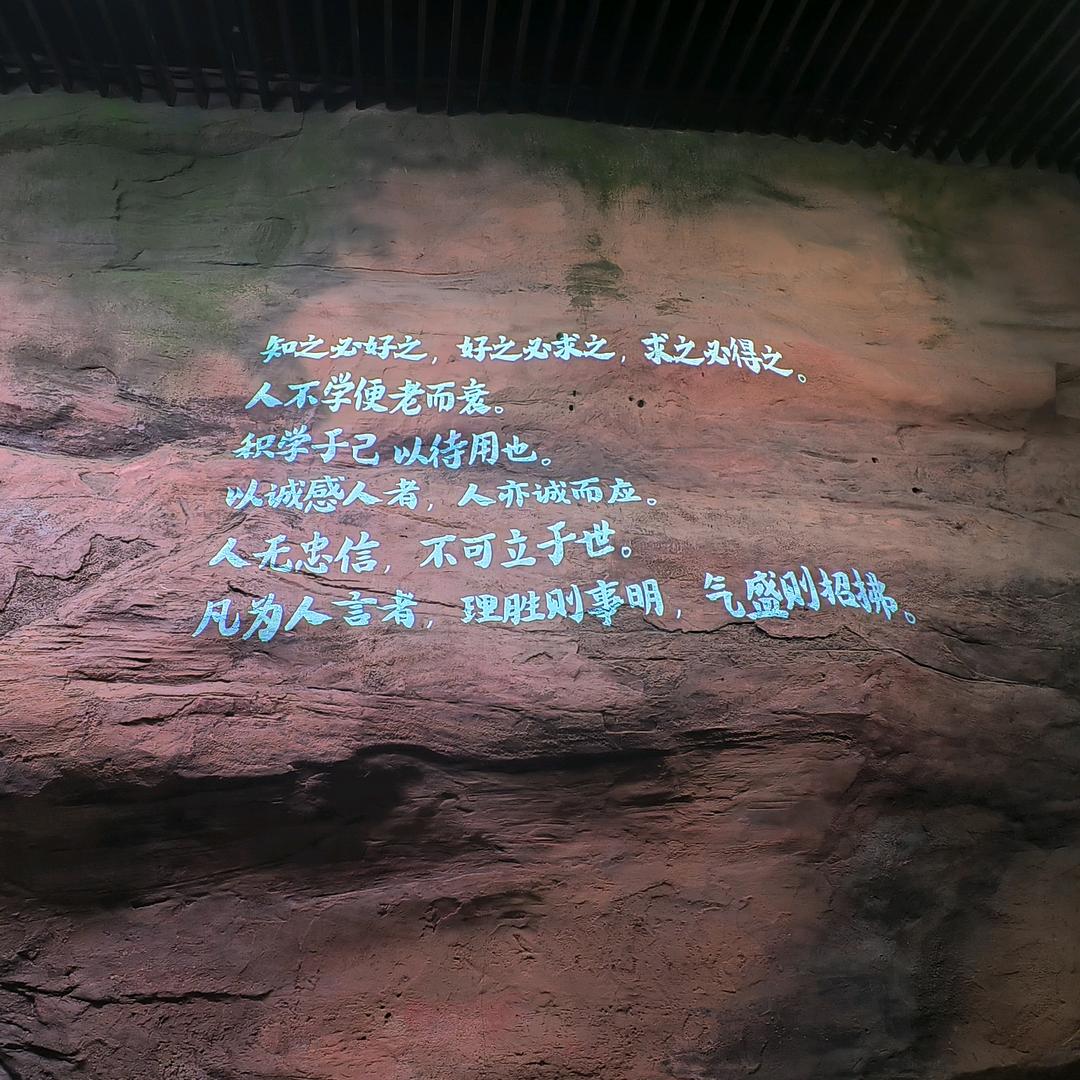 知之必好之，好之必求之，求之必得之。
人不学便老而衰。
积学于己 以待用也。
以诚感人者，人亦诚而应。
人无忠信，不可立于世。
凡为人言者，理胜则事明，气盛则招拂。